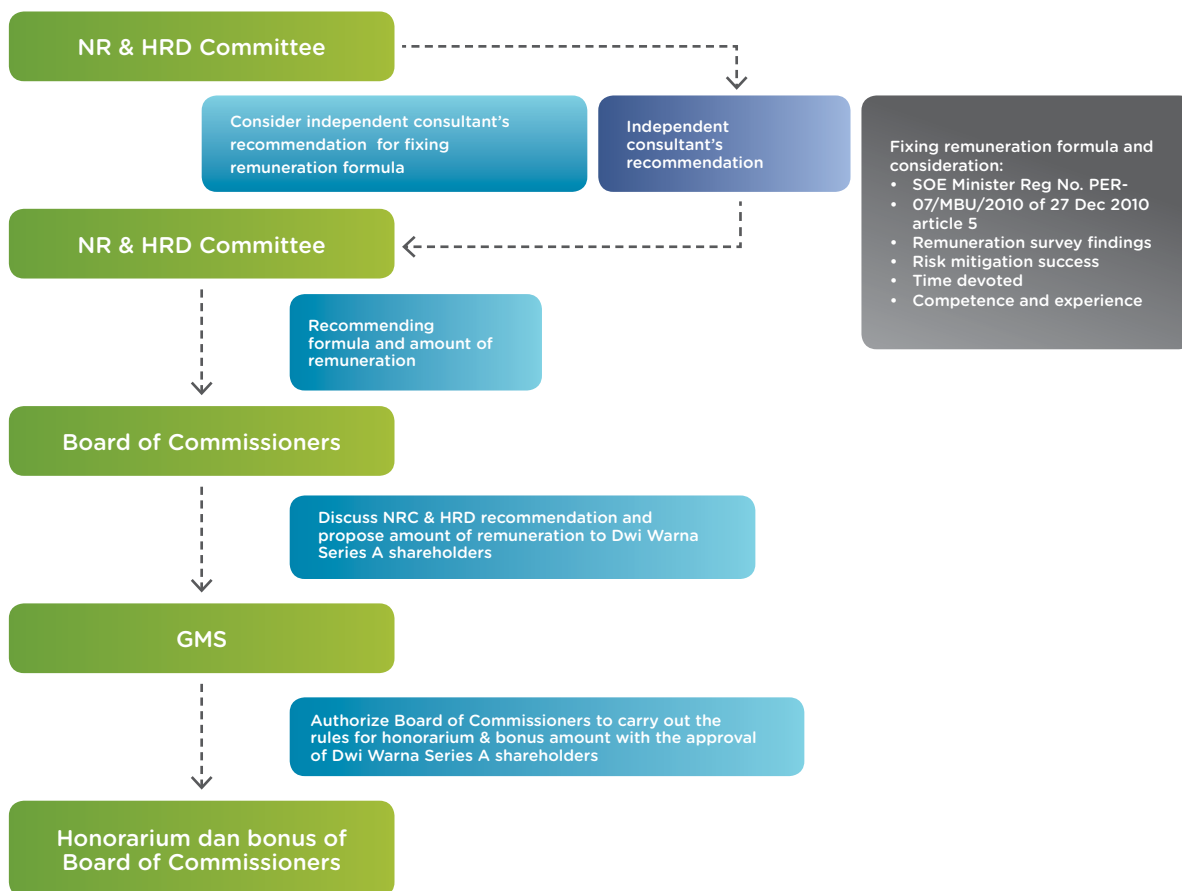 NR & HRD Committee
Consider independent consultant's
recommendation for fixing
remuneration formula
Independent
consultant's
recommendation
Fixing remuneration formula and
consideration:
• SOE Minister Reg No. PER-
• 07/MBU/2010 of 27 Dec 2010
article 5
• Remuneration survey findings
• Risk mitigation success
• Time devoted
• Competence and experience
NR & HRD Committee
Recommending
formula and amount of
remuneration
Board of Commissioners
Discuss NRC & HRD recommendation and
propose amount of remuneration to Dwi Warna
Series A shareholders
GMS
Authorize Board of Commissioners to carry out the
rules for honorarium & bonus amount with the approval
of Dwi Warna Series A shareholders
Honorarium dan bonus of
Board of Commissioners